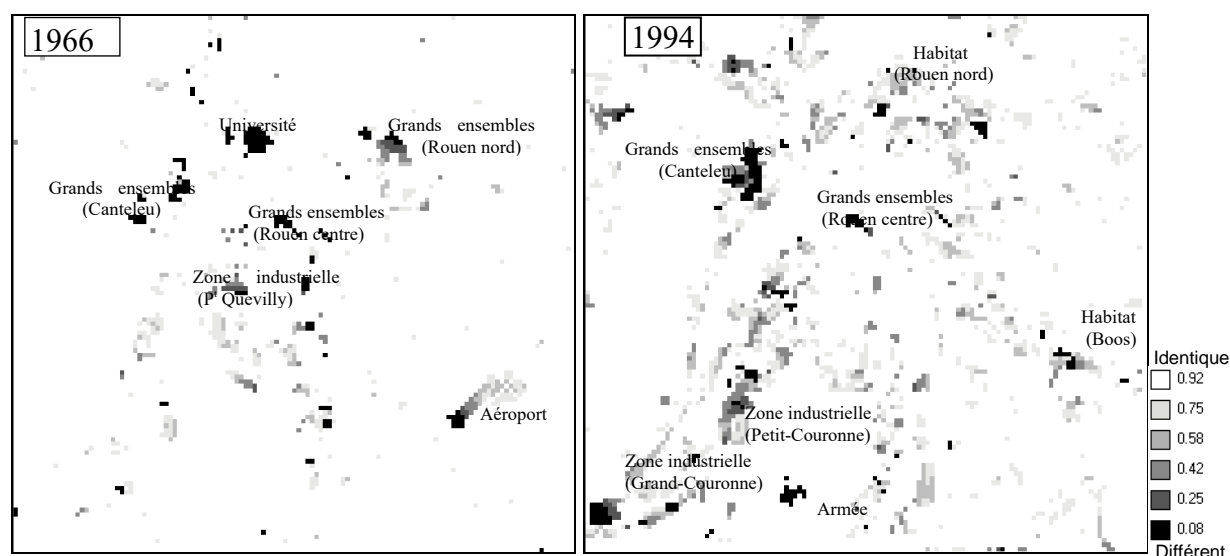 1966
Université
Grands ensembles
(Rouen nord)
Grands ensembles
(Canteleu)
Grands ensembles
(Rouen centre)
Zone industrielle
(Pt Quevilly)
Aéroport
1994
Habitat
(Rouen nord)
Grands ensembles
(Canteleu)
Grands ensembles
(Rouen centre)
Habitat
(Boos)
Zone industrielle
(Petit-Couronne)
Zone industrielle
(Grand-Couronne)
Armée
Identique
0.92
0.75
0.58
0.42
0.25
0.08
Différent